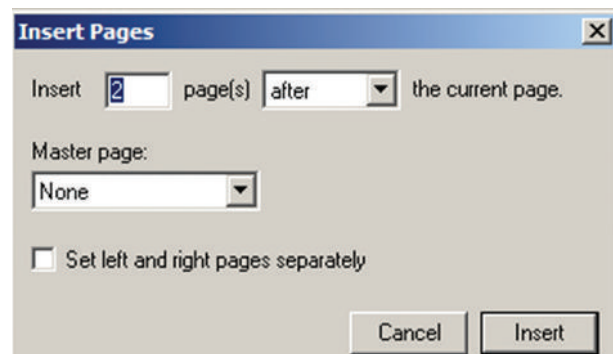 Insert Pages
Insert 2 page(s) after the current page.
Master page:
None
Set left and right pages separately
Cancel Insert